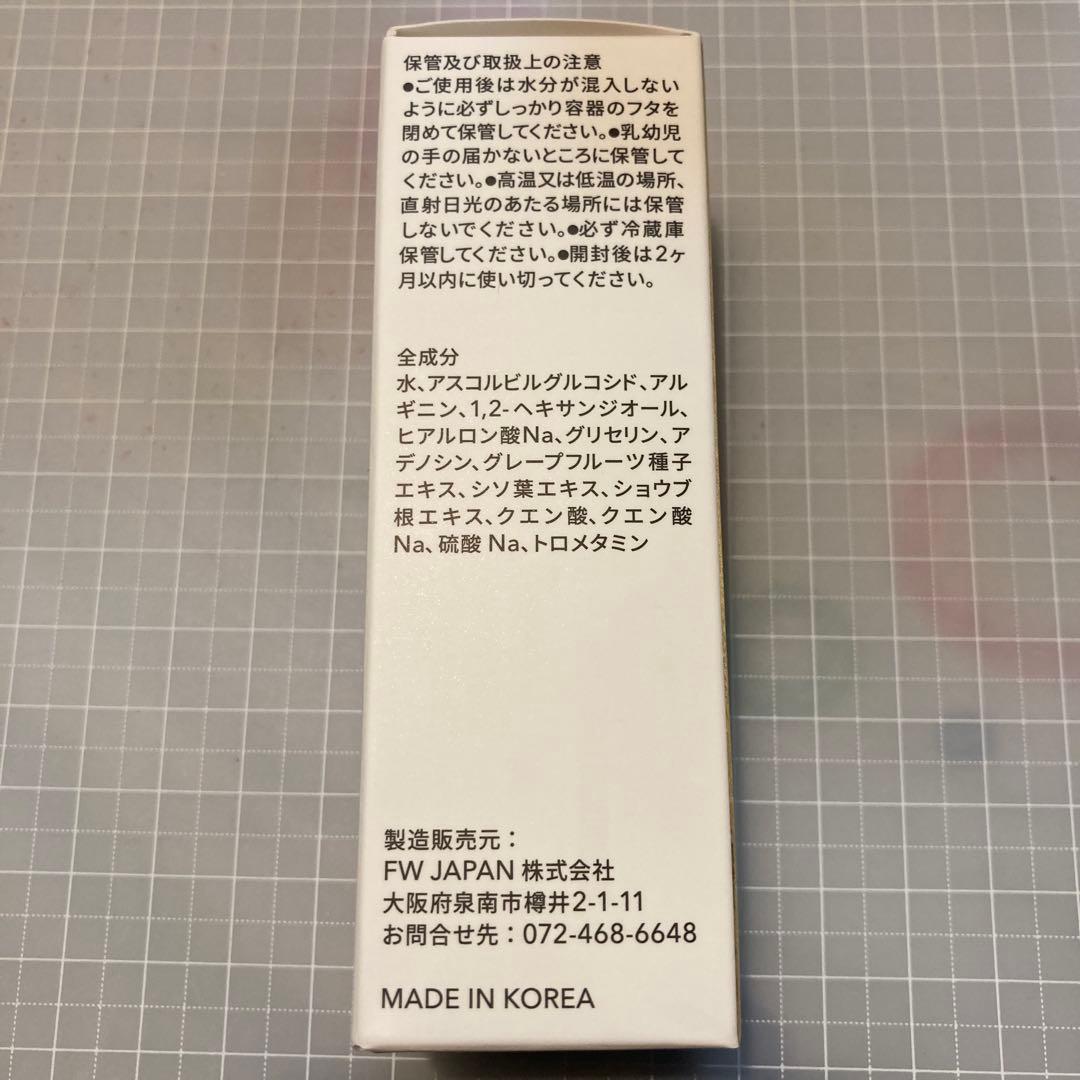 保管及び取扱上の注意
●ご使用後は水分が混入しない
ように必ずしっかり容器のフタを
閉めて保管してください。●乳幼児
の手の届かないところに保管して
ください。●高温又は低温の場所、
直射日光のあたる場所には保管
しないでください。●必ず冷蔵庫
保管してください。●開封後は2ヶ
月以内に使い切ってください。
全成分
水、アスコルビルグルコシド、アル
ギニン、1,2-ヘキサンジオール、
ヒアルロン酸Na、グリセリン、ア
デノシン、グレープフルーツ種子
エキス、シソ葉エキス、ショウブ
根エキス、クエン酸、クエン酸
Na、硫酸 Na、トロメタミン
製造販売元：
FW JAPAN 株式会社
大阪府泉南市樽井2-1-11
お問合せ先：072-468-6648
MADE IN KOREA